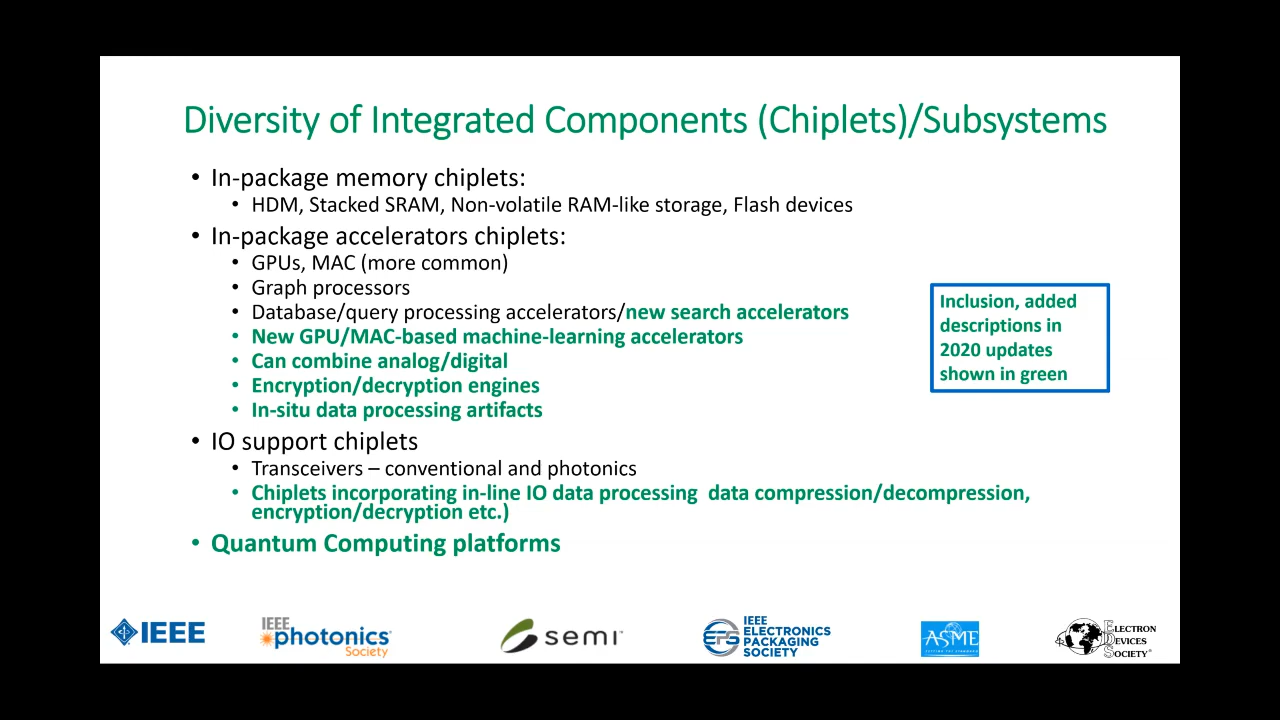 Diversity of Integrated Components (Chiplets)/Subsystems
• In-package memory chiplets:
• HDM, Stacked SRAM, Non-volatile RAM-like storage, Flash devices
• In-package accelerators chiplets:
• GPUs, MAC (more common)
• Graph processors
• Database/query processing accelerators/new search accelerators
• New GPU/MAC-based machine-learning accelerators
• Can combine analog/digital
• Encryption/decryption engines
• In-situ data processing artifacts
• IO support chiplets
• Transceivers – conventional and photonics
• Chiplets incorporating in-line IO data processing  data compression/decompression,
encryption/decryption etc.)
• Quantum Computing platforms
Inclusion, added
descriptions in
2020 updates
shown in green
IEEE
IEEE
photonics
Society
semi™
EPS
IEEE
ELECTRONICS
PACKAGING
SOCIETY
ASME
ELECTRON
DEVICES
SOCIETY®